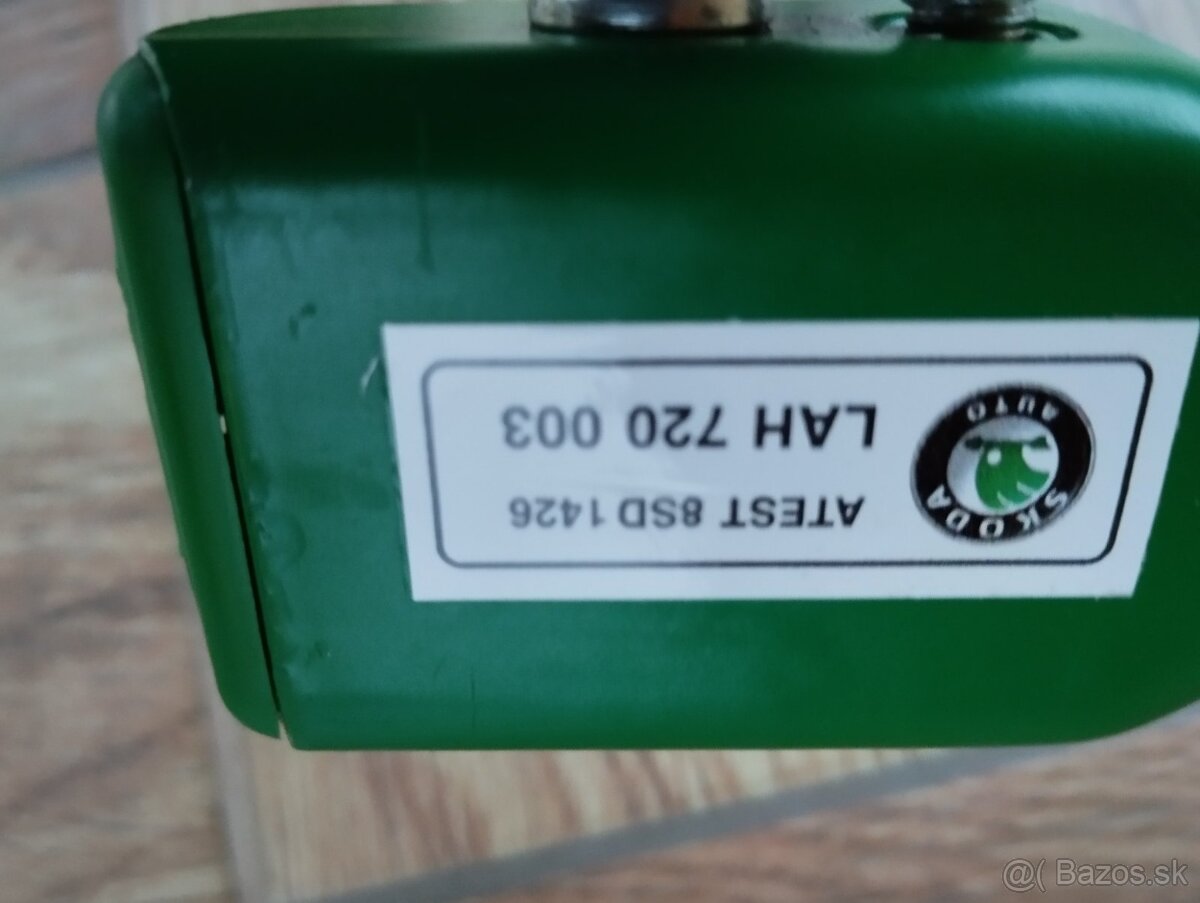 ATEST 8SD 1426
LAH 720 003
SKODA
AUTO
@( Bazos.sk